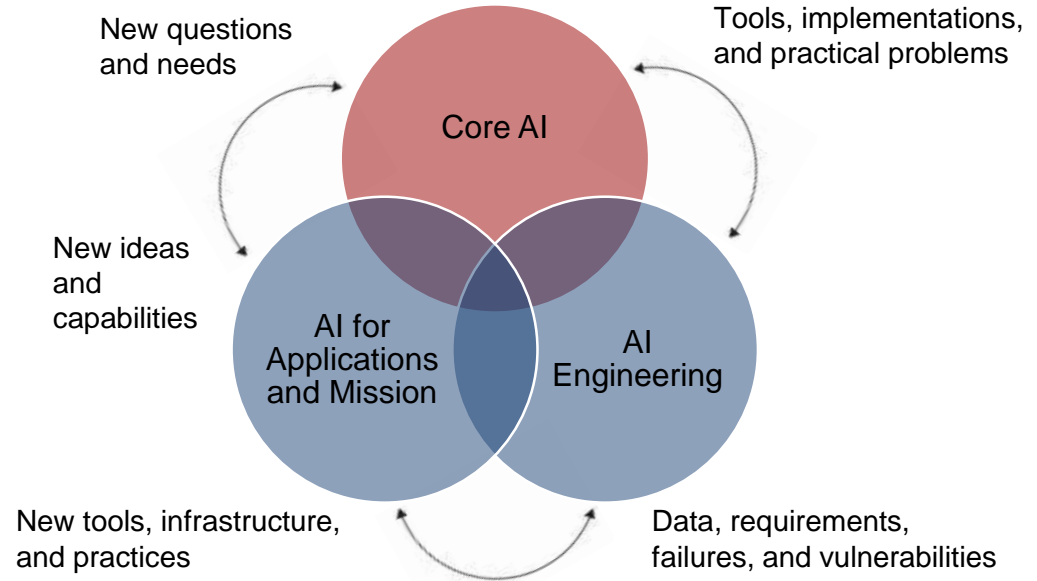 New questions
and needs
Tools, implementations,
and practical problems
Core AI
New ideas
and
capabilities
AI for
Applications
and Mission
AI
Engineering
New tools, infrastructure,
and practices
Data, requirements,
failures, and vulnerabilities